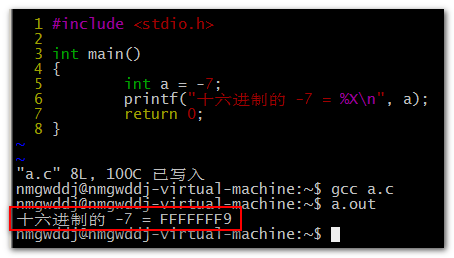 1 #include <stdio.h>
2
3 int main()
4 {
5 int a = -7;
6 printf("十六进制的 -7 = %X\n", a);
7 return 0;
8 }
~
~
"a.c" 8L, 100C 已写入
nmgwddj@nmgwddj-virtual-machine:~$ gcc a.c
nmgwddj@nmgwddj-virtual-machine:~$ a.out
十六进制的 -7 = FFFFFFF9
nmgwddj@nmgwddj-virtual-machine:~$